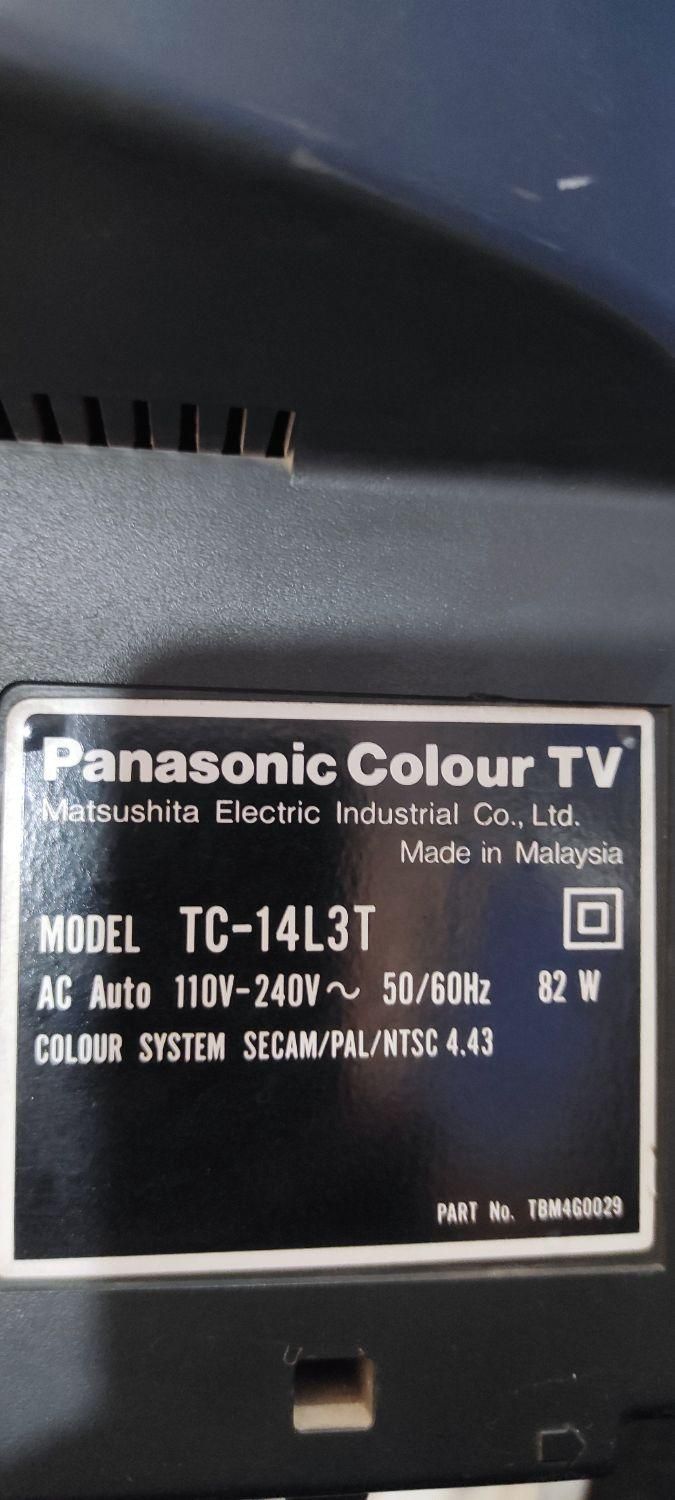 Panasonic Colour TV
Matsushita Electric Industrial Co., Ltd.
Made in Malaysia
MODEL TC-14L3T
AC Auto 110V-240V~ 50/60Hz 82 W
COLOUR SYSTEM SECAM/PAL/NTSC 4.43
PART No. TBM4G0029